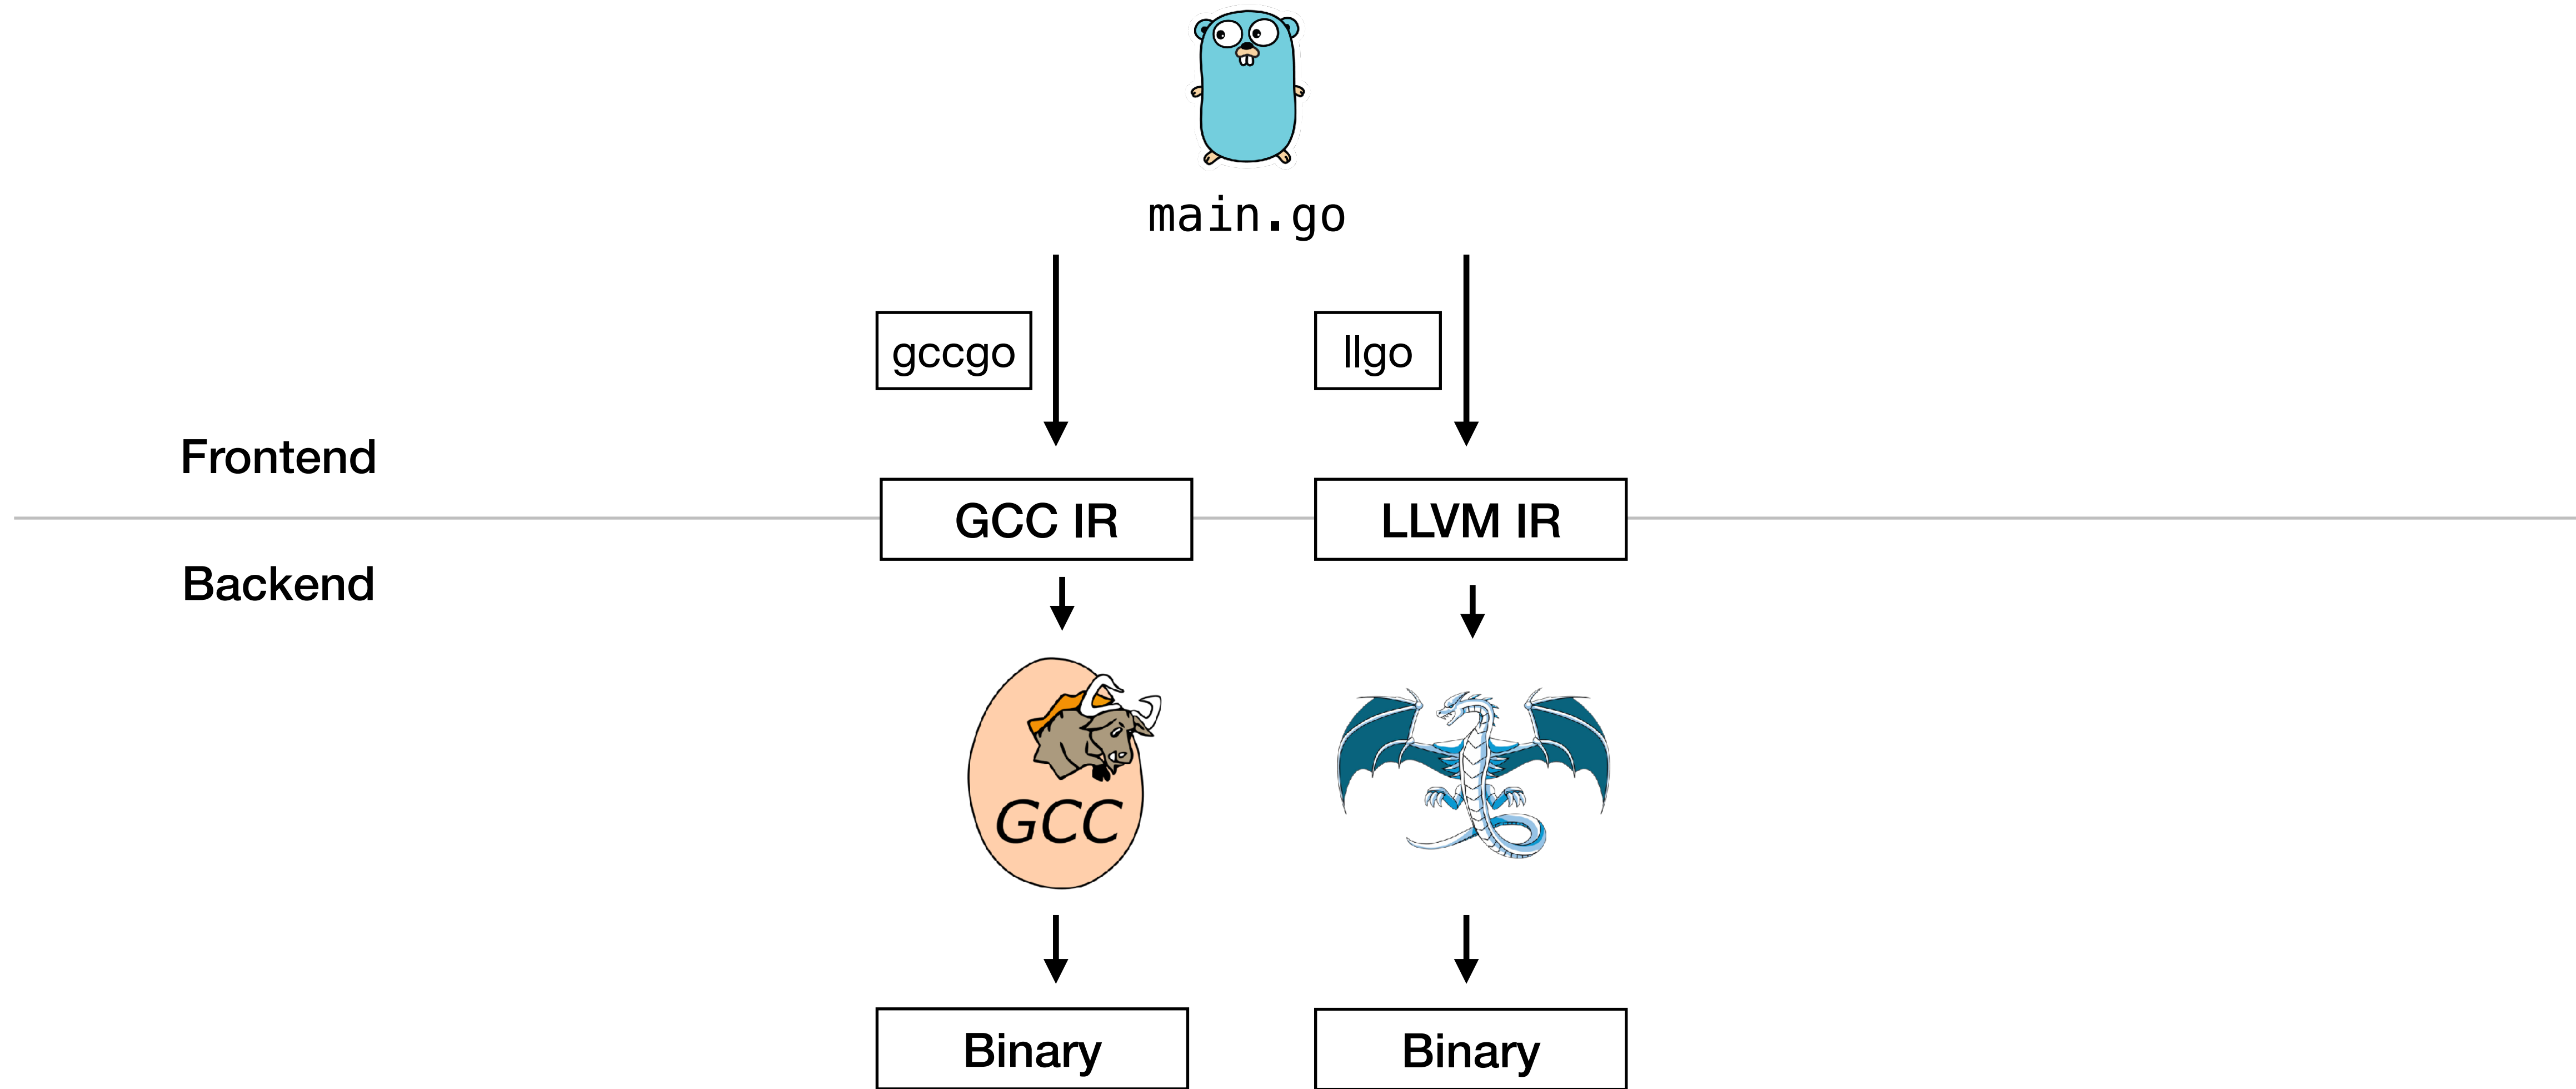 main.go
gccgo
llgo
Frontend
GCC IR
LLVM IR
Backend
GCC
Binary
Binary